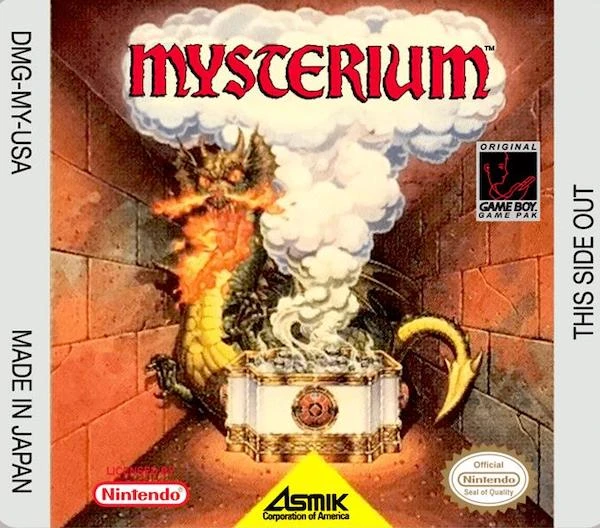 MYSTERIUM™
ORIGINAL
GAME BOY™
GAME PAK
DMG-MY-USA
MADE IN JAPAN
THIS SIDE OUT
LICENSED BY
Nintendo®
ASMIK
Corporation of America
Official
Nintendo
Seal of Quality